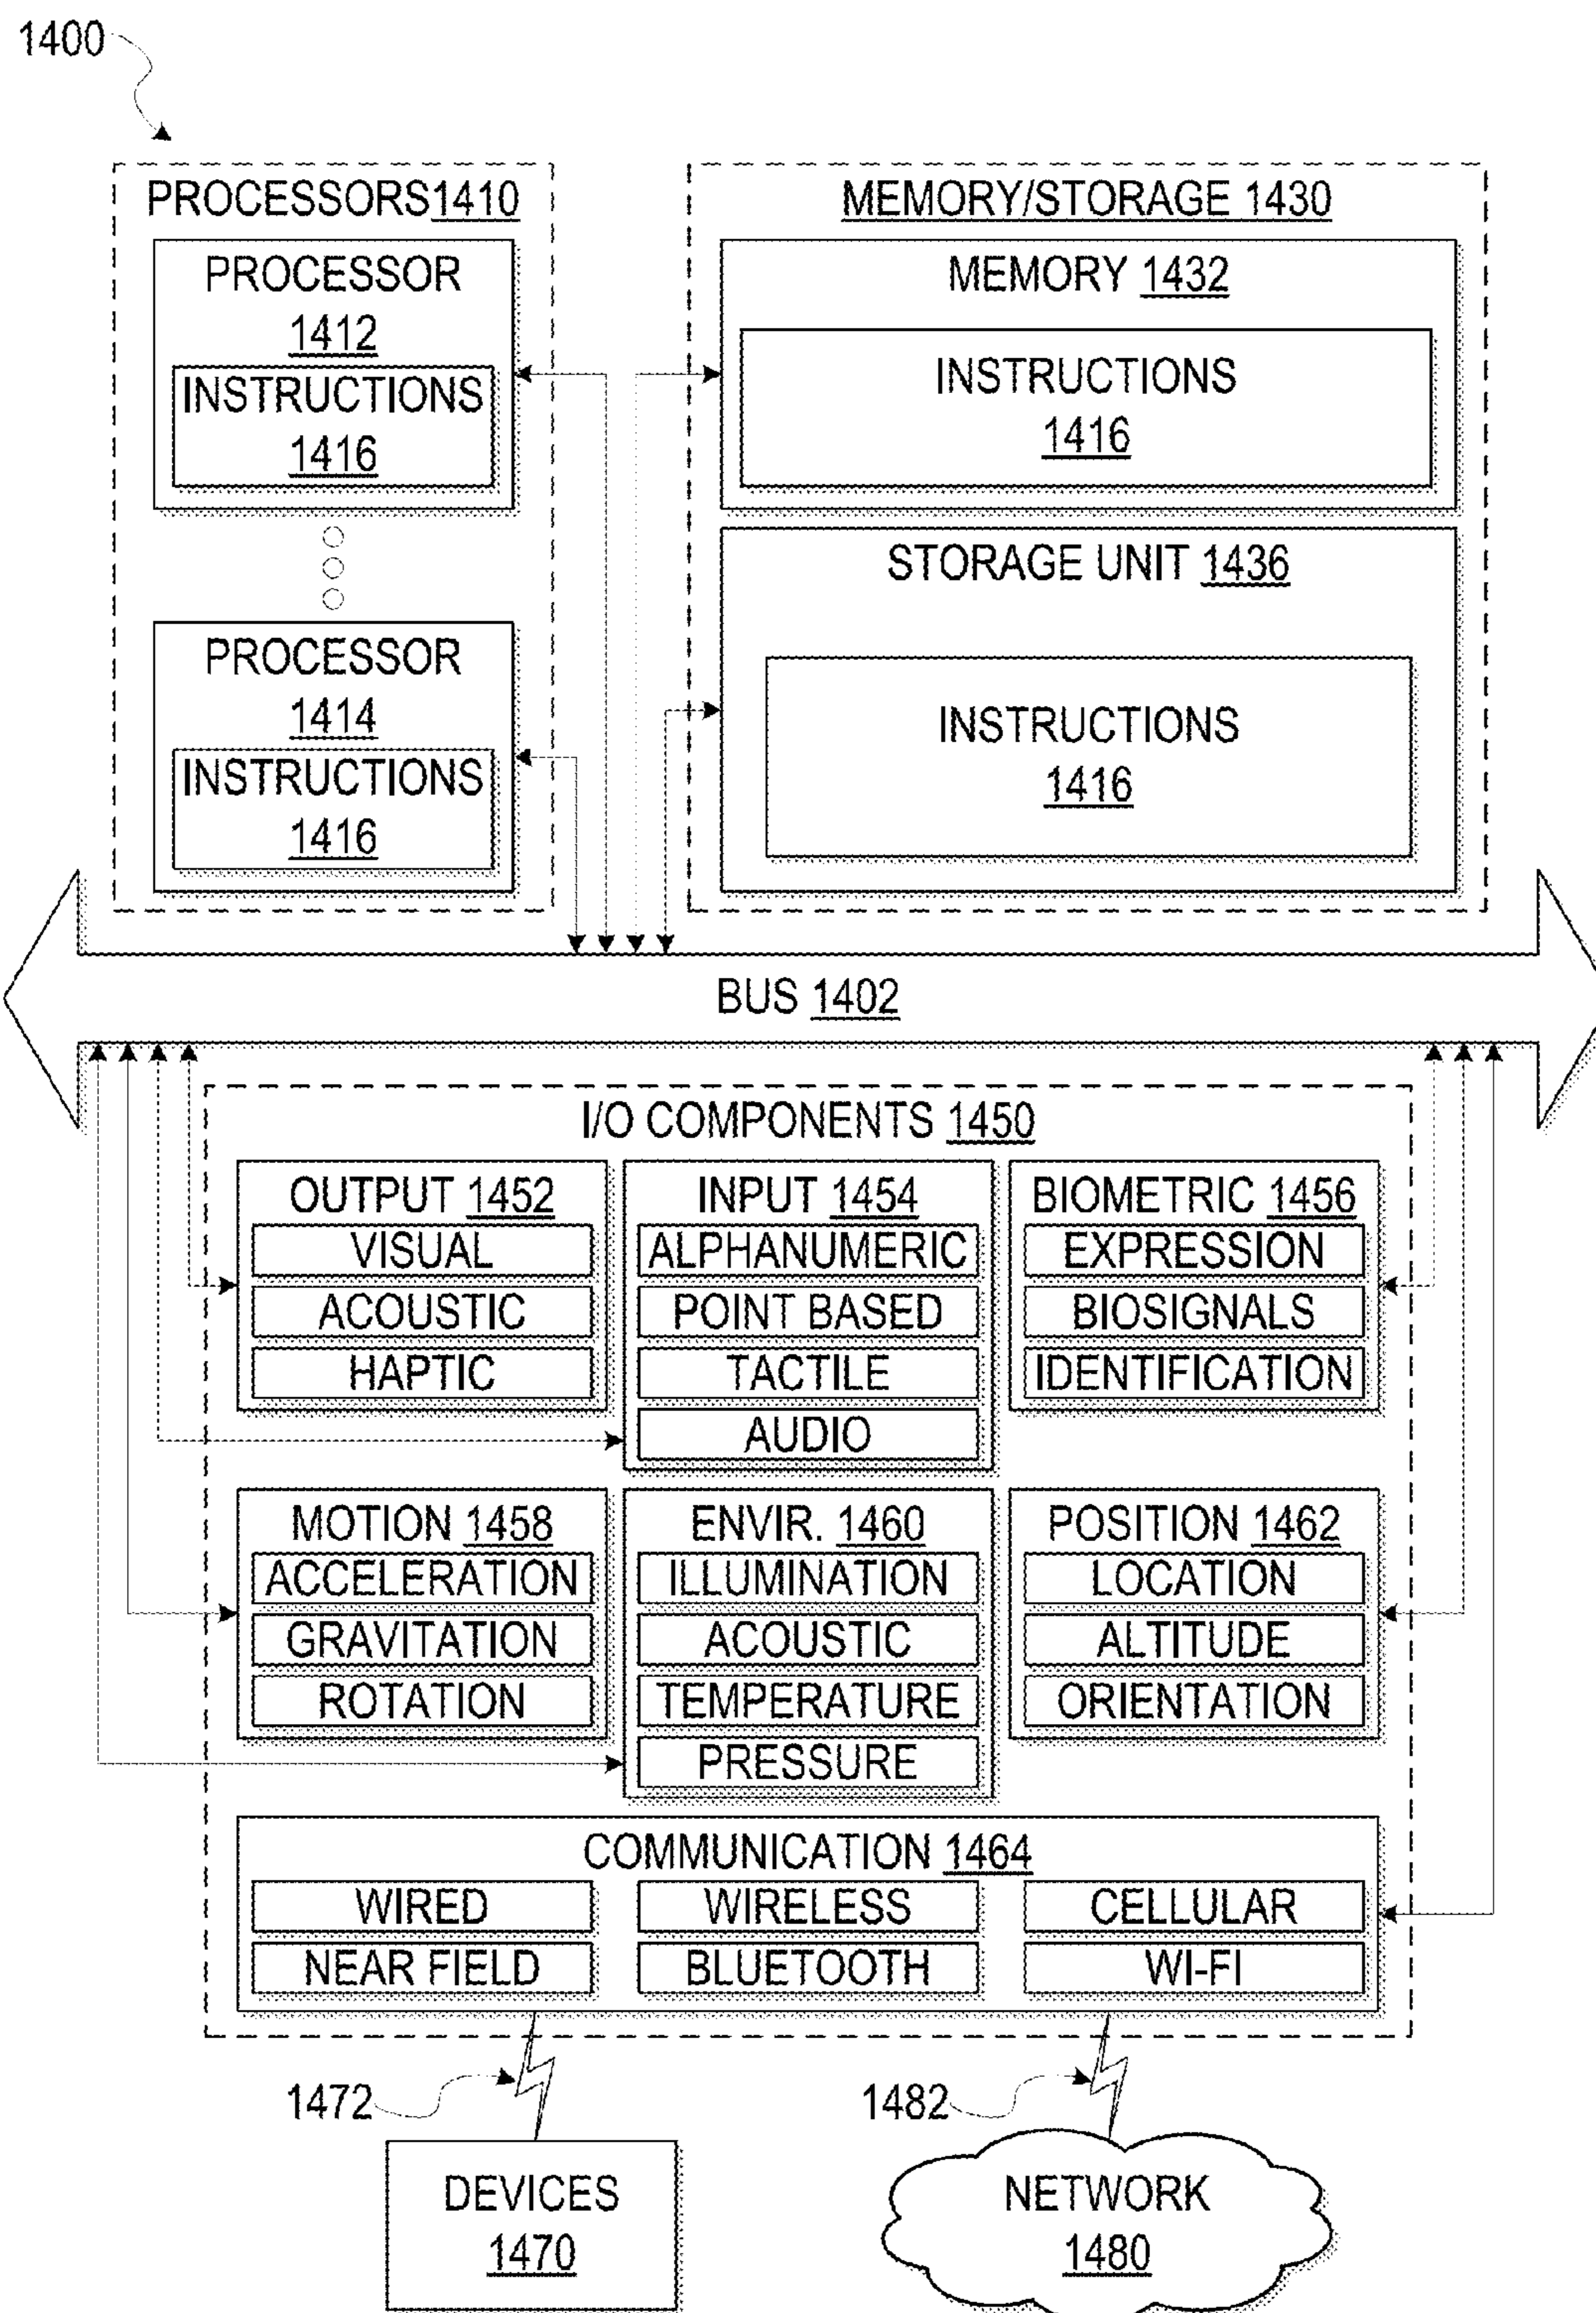 1400
PROCESSORS 1410
PROCESSOR
1412
INSTRUCTIONS
1416
PROCESSOR
1414
INSTRUCTIONS
1416
MEMORY/STORAGE 1430
MEMORY 1432
INSTRUCTIONS
1416
STORAGE UNIT 1436
INSTRUCTIONS
1416
BUS 1402
I/O COMPONENTS 1450
OUTPUT 1452
VISUAL
ACOUSTIC
HAPTIC
INPUT 1454
ALPHANUMERIC
POINT BASED
TACTILE
AUDIO
BIOMETRIC 1456
EXPRESSION
BIOSIGNALS
IDENTIFICATION
MOTION 1458
ACCELERATION
GRAVITATION
ROTATION
ENVIR. 1460
ILLUMINATION
ACOUSTIC
TEMPERATURE
PRESSURE
POSITION 1462
LOCATION
ALTITUDE
ORIENTATION
COMMUNICATION 1464
WIRED
WIRELESS
CELLULAR
NEAR FIELD
BLUETOOTH
WI-FI
1472
1482
DEVICES
1470
NETWORK
1480